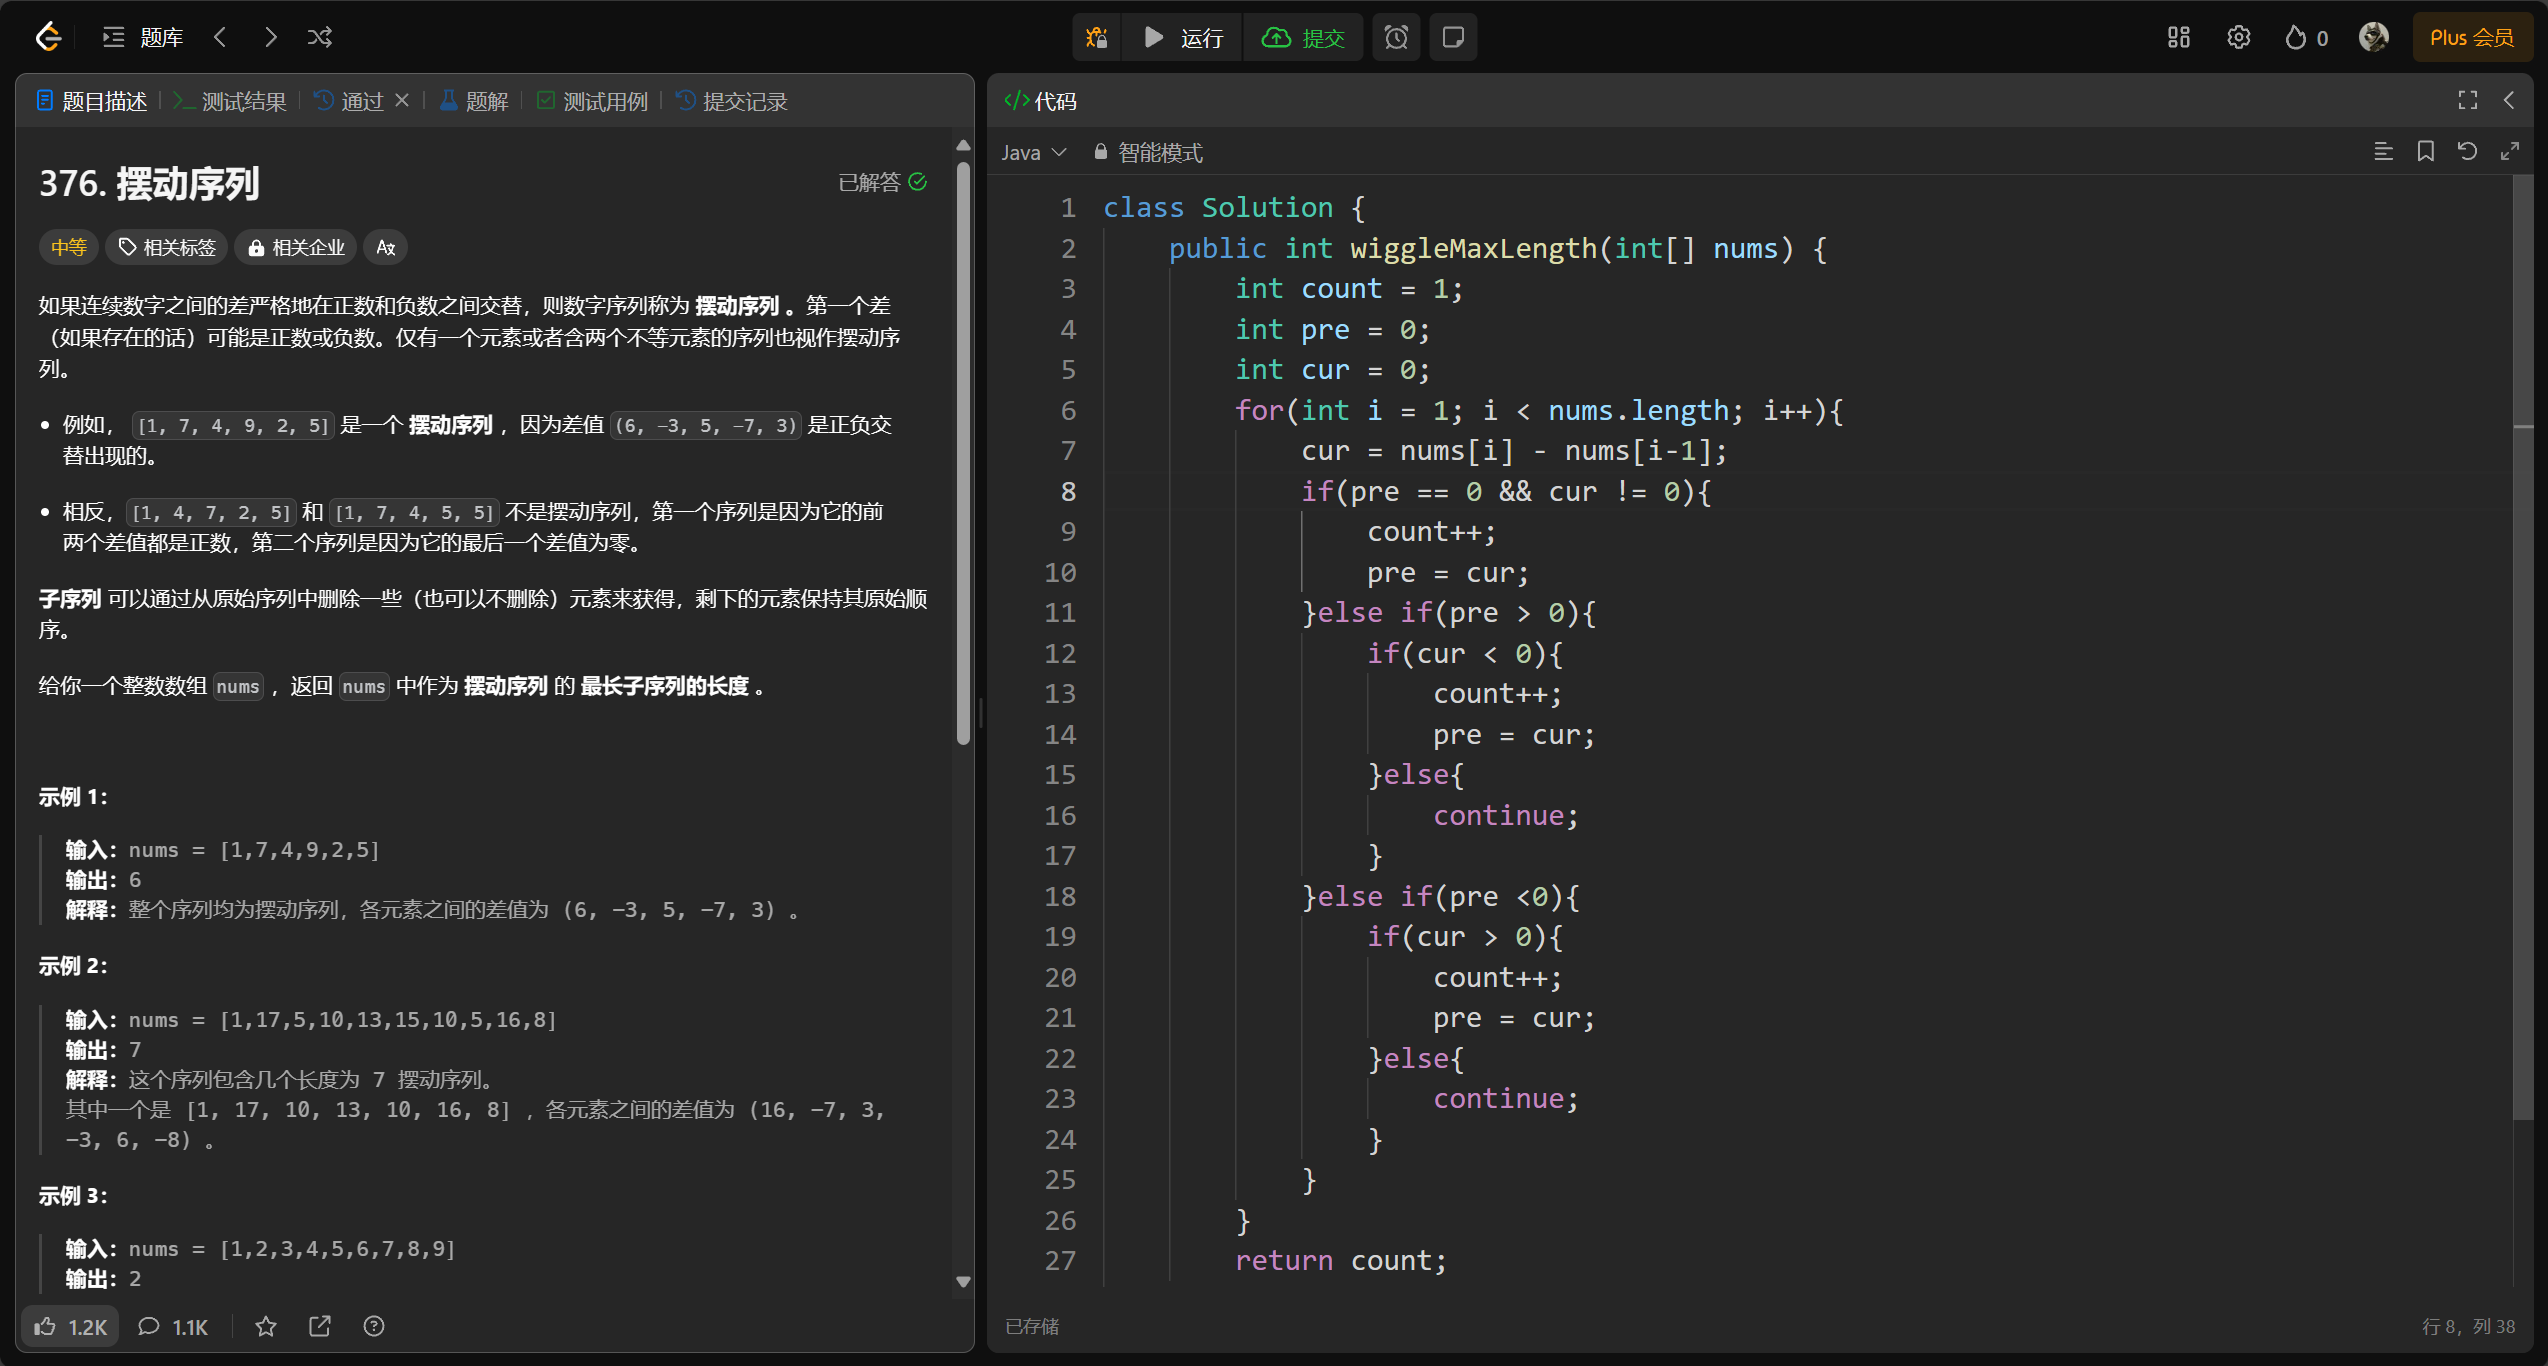 题库
运行
提交
0
Plus 会员
题目描述
测试结果
通过
题解
测试用例
提交记录
376. 摆动序列
已解答
中等
相关标签
相关企业
如果连续数字之间的差严格地在正数和负数之间交替，则数字序列称为 摆动序列 。第一个差
（如果存在的话）可能是正数或负数。仅有一个元素或者含两个不等元素的序列也视作摆动序
列。
• 例如， [1, 7, 4, 9, 2, 5] 是一个 摆动序列 ，因为差值 (6, -3, 5, -7, 3) 是正负交
替出现的。
• 相反，[1, 4, 7, 2, 5] 和 [1, 7, 4, 5, 5] 不是摆动序列，第一个序列是因为它的前
两个差值都是正数，第二个序列是因为它的最后一个差值为零。
子序列 可以通过从原始序列中删除一些（也可以不删除）元素来获得，剩下的元素保持其原始顺
序。
给你一个整数数组 nums ，返回 nums 中作为 摆动序列 的 最长子序列的长度 。
示例 1：
输入：nums = [1,7,4,9,2,5]
输出：6
解释：整个序列均为摆动序列，各元素之间的差值为 (6, -3, 5, -7, 3) 。
示例 2：
输入：nums = [1,17,5,10,13,15,10,5,16,8]
输出：7
解释：这个序列包含几个长度为 7 摆动序列。
其中一个是 [1, 17, 10, 13, 10, 16, 8] ，各元素之间的差值为 (16, -7, 3,
-3, 6, -8) 。
示例 3：
输入：nums = [1,2,3,4,5,6,7,8,9]
输出：2
1.2K
1.1K
</> 代码
Java
智能模式
1 class Solution {
2     public int wiggleMaxLength(int[] nums) {
3         int count = 1;
4         int pre = 0;
5         int cur = 0;
6         for(int i = 1; i < nums.length; i++){
7             cur = nums[i] - nums[i-1];
8             if(pre == 0 && cur != 0){
9                 count++;
10                 pre = cur;
11             }else if(pre > 0){
12                 if(cur < 0){
13                     count++;
14                     pre = cur;
15                 }else{
16                     continue;
17                 }
18             }else if(pre <0){
19                 if(cur > 0){
20                     count++;
21                     pre = cur;
22                 }else{
23                     continue;
24                 }
25             }
26         }
27         return count;
已存储
行 8，列 38